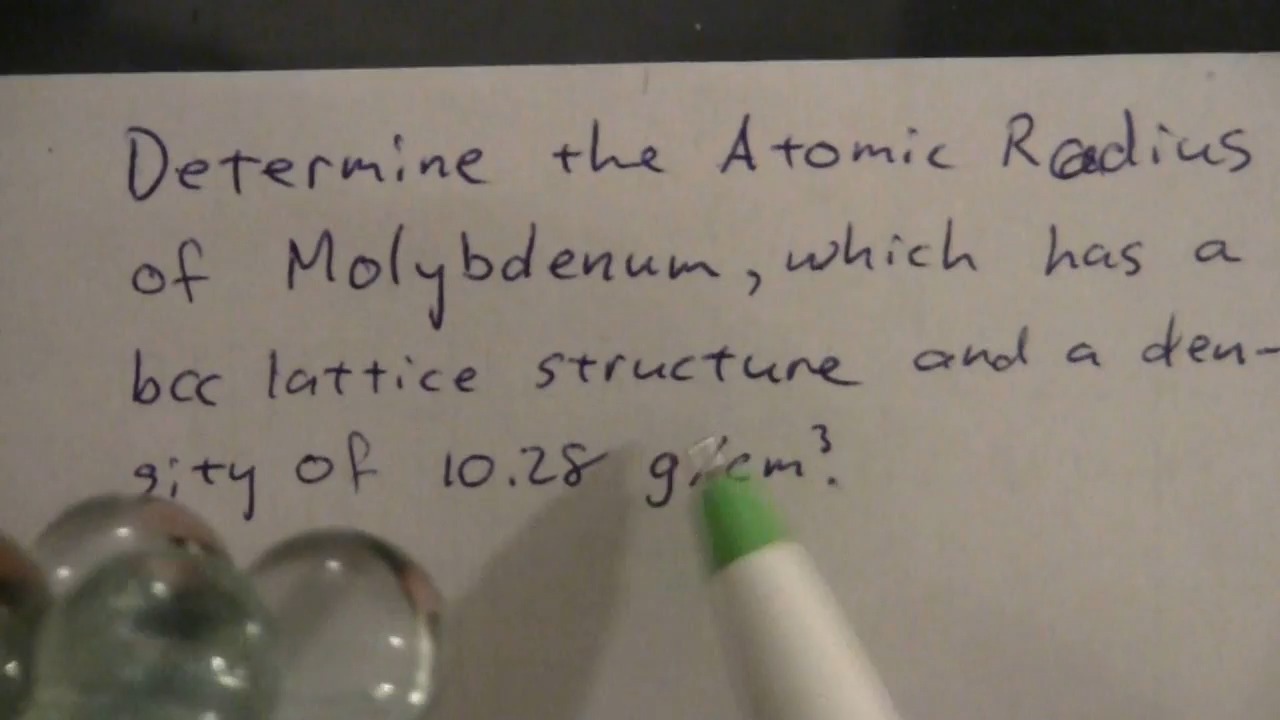 Determine the Atomic Radius
of Molybdenum, which has a
bcc lattice structure and a den-
sity of 10.28 g/cm³.